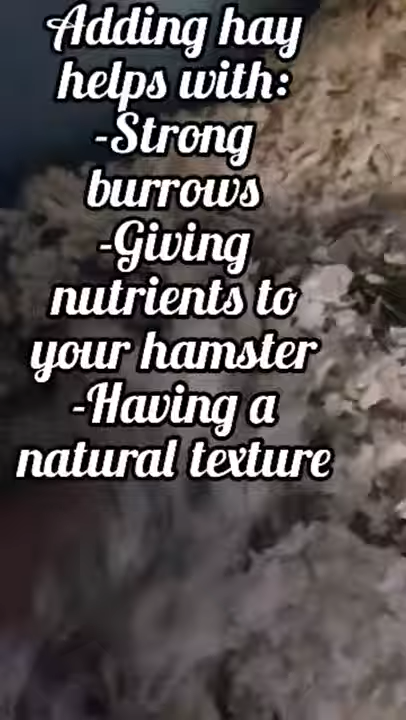 Adding hay
helps with:
-Strong
burrows
-Giving
nutrients to
your hamster
-Having a
natural texture